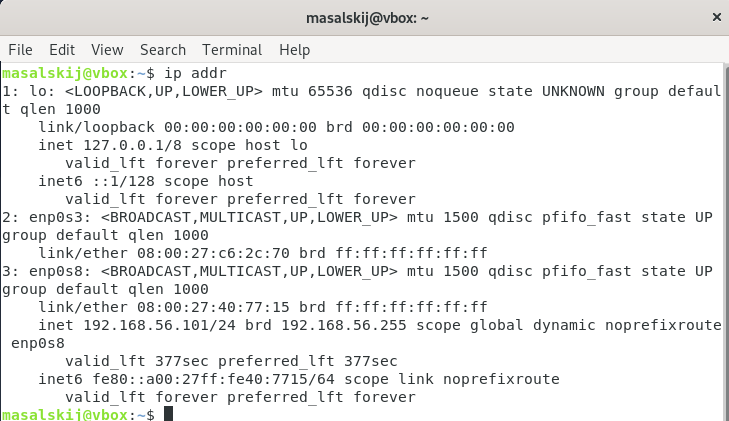 masalskij@vbox: ~
×
File Edit View Search Terminal Help
masalskij@vbox:~$ ip addr
1: lo: <LOOPBACK,UP,LOWER_UP> mtu 65536 qdisc noqueue state UNKNOWN group defaul
t qlen 1000
    link/loopback 00:00:00:00:00:00 brd 00:00:00:00:00:00
    inet 127.0.0.1/8 scope host lo
       valid_lft forever preferred_lft forever
    inet6 ::1/128 scope host
       valid_lft forever preferred_lft forever
2: enp0s3: <BROADCAST,MULTICAST,UP,LOWER_UP> mtu 1500 qdisc pfifo_fast state UP
group default qlen 1000
    link/ether 08:00:27:c6:2c:70 brd ff:ff:ff:ff:ff:ff
3: enp0s8: <BROADCAST,MULTICAST,UP,LOWER_UP> mtu 1500 qdisc pfifo_fast state UP
group default qlen 1000
    link/ether 08:00:27:40:77:15 brd ff:ff:ff:ff:ff:ff
    inet 192.168.56.101/24 brd 192.168.56.255 scope global dynamic noprefixroute
 enp0s8
       valid_lft 377sec preferred_lft 377sec
    inet6 fe80::a00:27ff:fe40:7715/64 scope link noprefixroute
       valid_lft forever preferred_lft forever
masalskij@vbox:~$